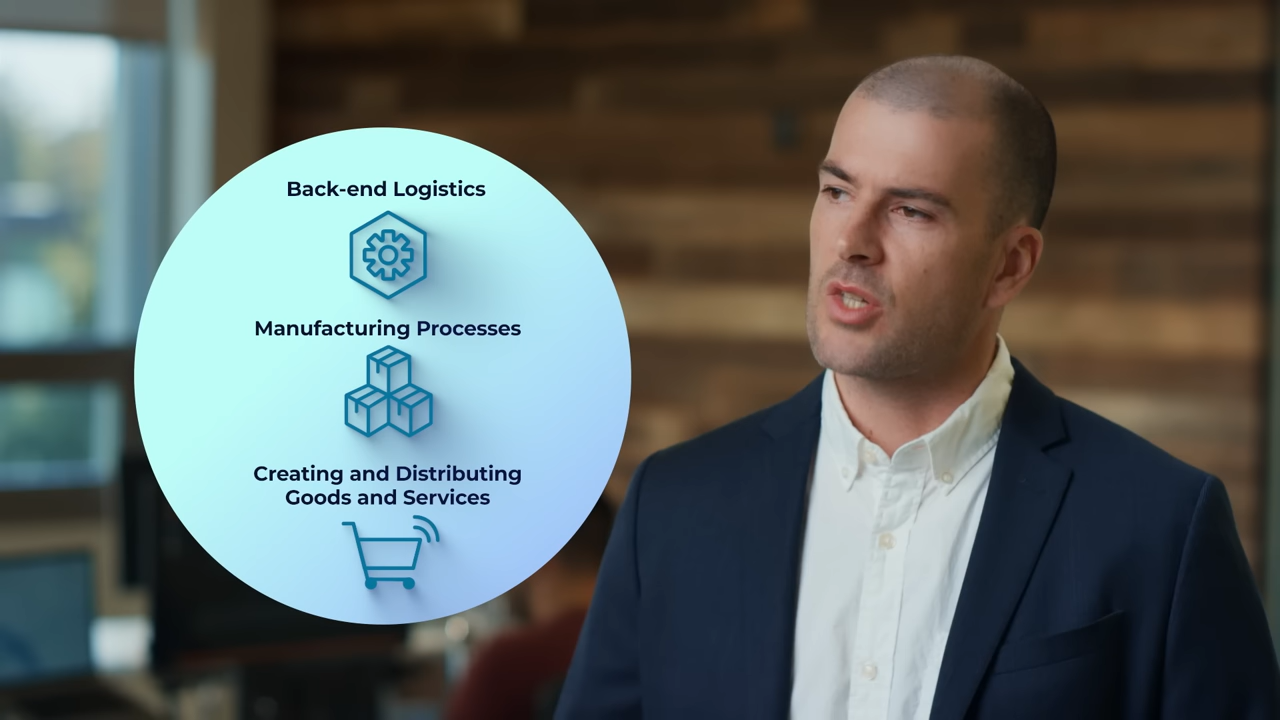 Back-end Logistics
Manufacturing Processes
Creating and Distributing
Goods and Services